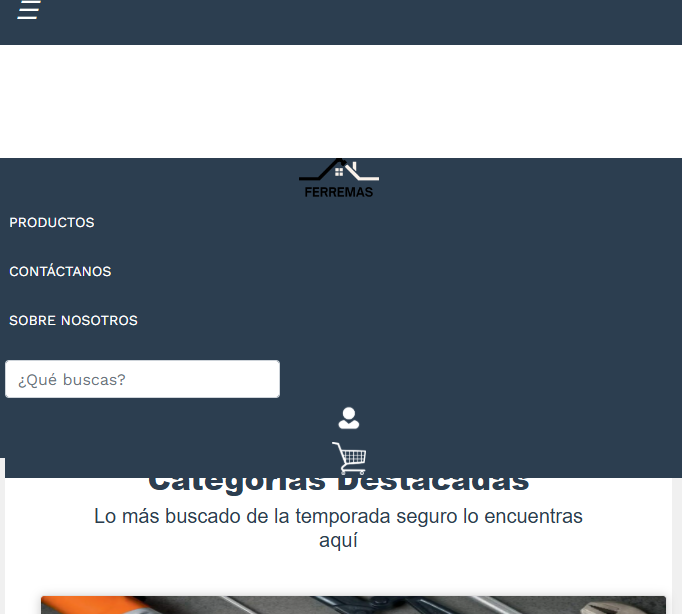 FERREMAS
PRODUCTOS
CONTÁCTANOS
SOBRE NOSOTROS
¿Qué buscas?
Categorías Destacadas
Lo más buscado de la temporada seguro lo encuentras
aquí